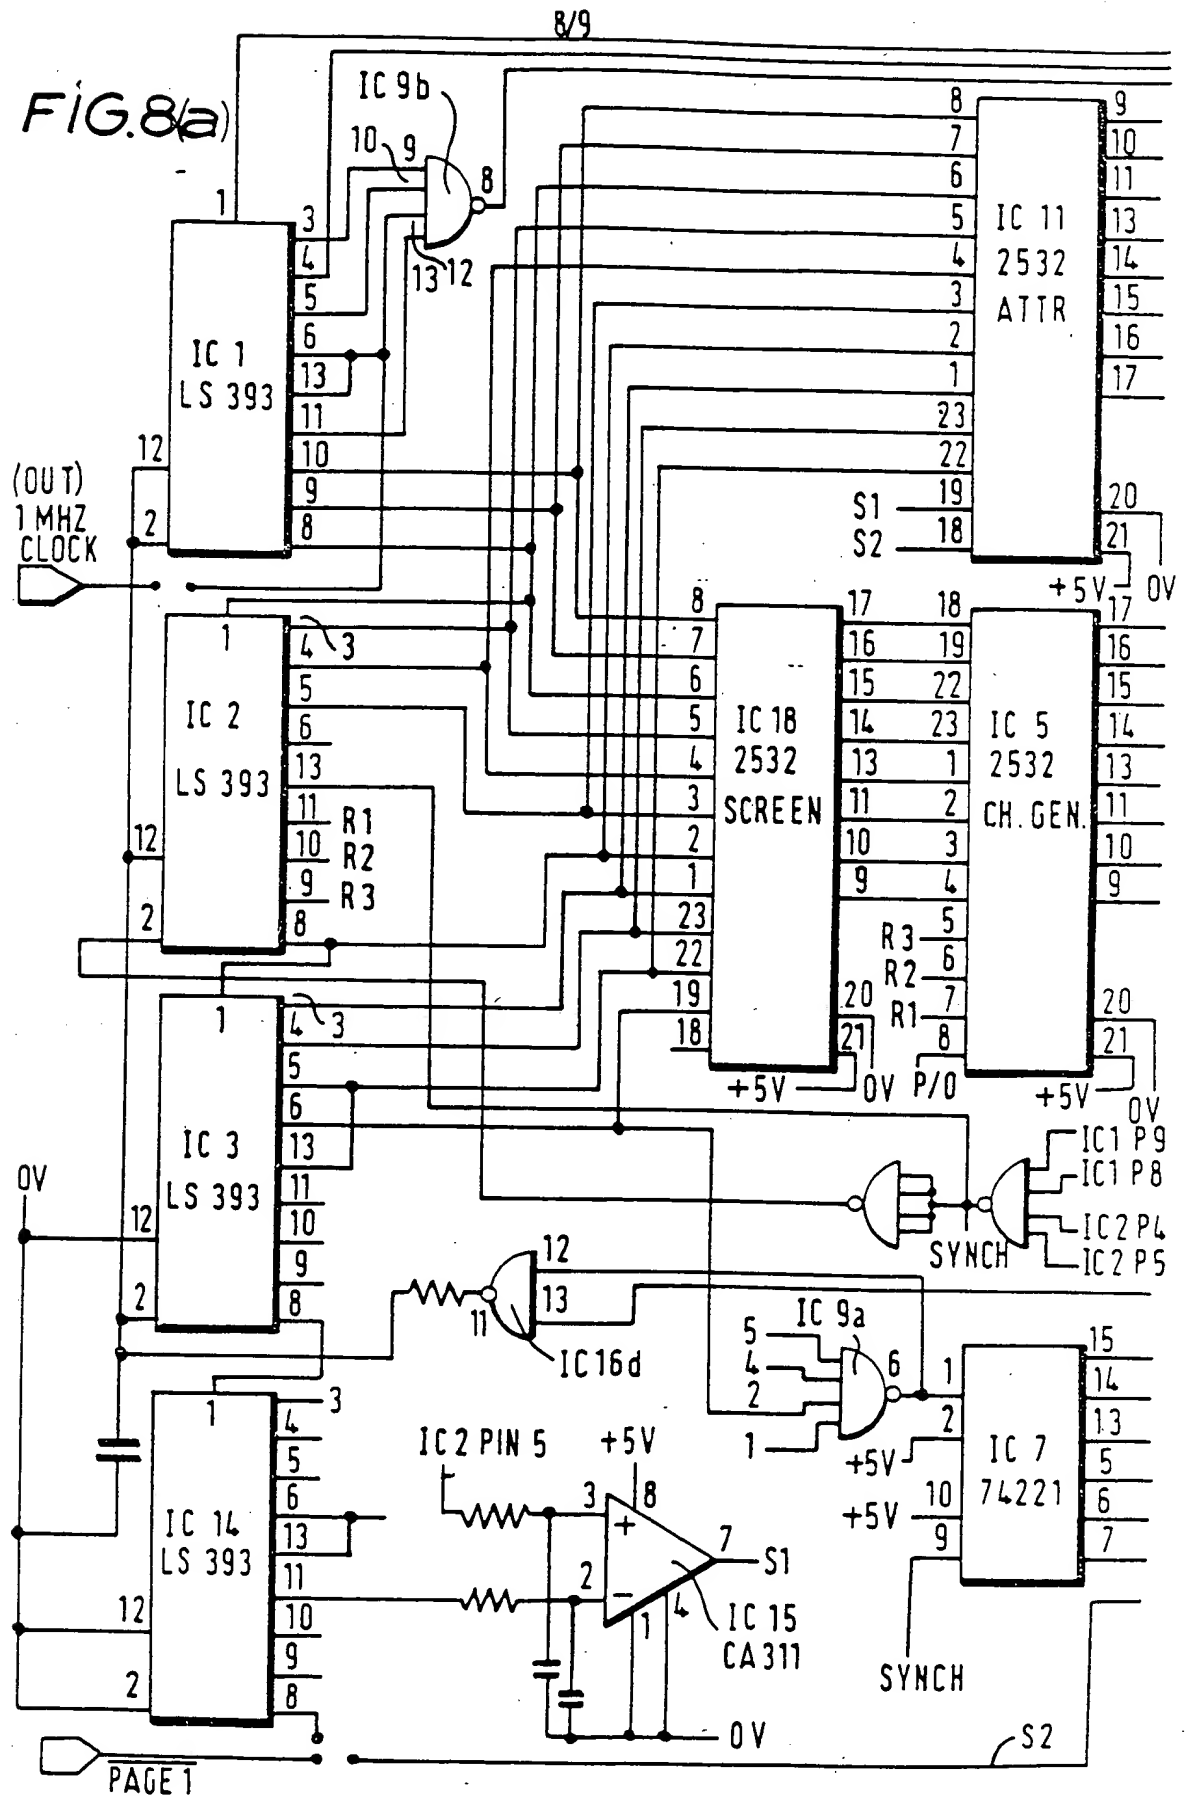 8/9
FIG.8(a)
IC 9b
10 9
8
13 12
1
3
4
5
6
13
11
10
9
8
IC 1
LS 393
12
2
(OUT)
1 MHZ
CLOCK
8
7
6
5
4
3
2
1
23
22
S1 19
S2 18
IC 11
2532
ATTR
9
10
11
13
14
15
16
17
20
21
+5V
0V
1
4 3
5
6
13
11 R1
10 R2
9 R3
8
IC 2
LS 393
12
2
8
7
6
5
4
3
2
1
23
22
19
18
IC 18
2532
SCREEN
17 18
16 19
15 22
14 23
13 1
11 2
10 3
9 4
R3 5
R2 6
R1 7
8
P/0
20
21
+5V
0V
IC 5
2532
CH. GEN.
17
16
15
14
13
11
10
9
20
21
+5V
0V
1
4 3
5
6
13
11
10
9
8
IC 3
LS 393
0V
12
2
IC1 P9
IC1 P8
IC2 P4
IC2 P5
SYNCH
12
13
11
IC16d
IC 9a
5
4
2
1
6
1
2
+5V
10
+5V
9
SYNCH
IC 7
74221
15
14
13
5
6
7
1
3
4
5
6
13
11
10
9
8
IC 14
LS 393
12
2
IC2 PIN 5
+5V
3
8
+
2
−
7
S1
1
4
IC 15
CA311
0V
S2
PAGE 1